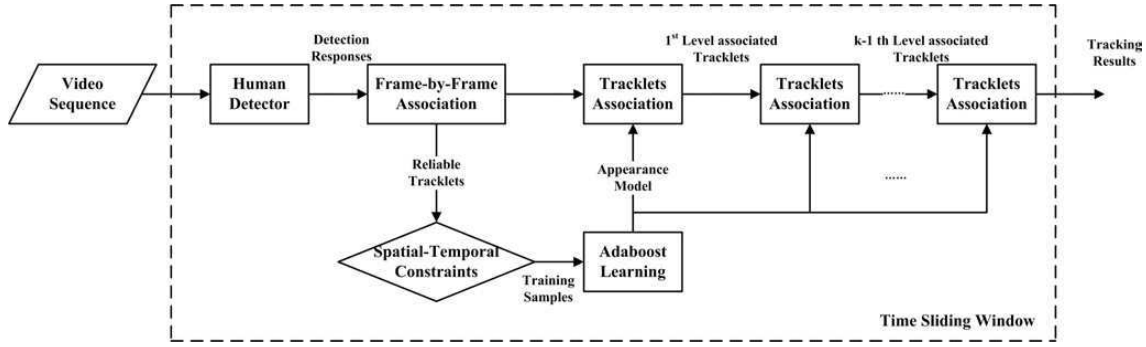 Video
Sequence
Human
Detector
Detection
Responses
Frame-by-Frame
Association
Tracklets
Association
1st Level associated
Tracklets
Tracklets
Association
k-1 th Level associated
Tracklets
......
Tracklets
Association
Tracking
Results
Reliable
Tracklets
Appearance
Model
......
Spatial-Temporal
Constraints
Training
Samples
Adaboost
Learning
Time Sliding Window